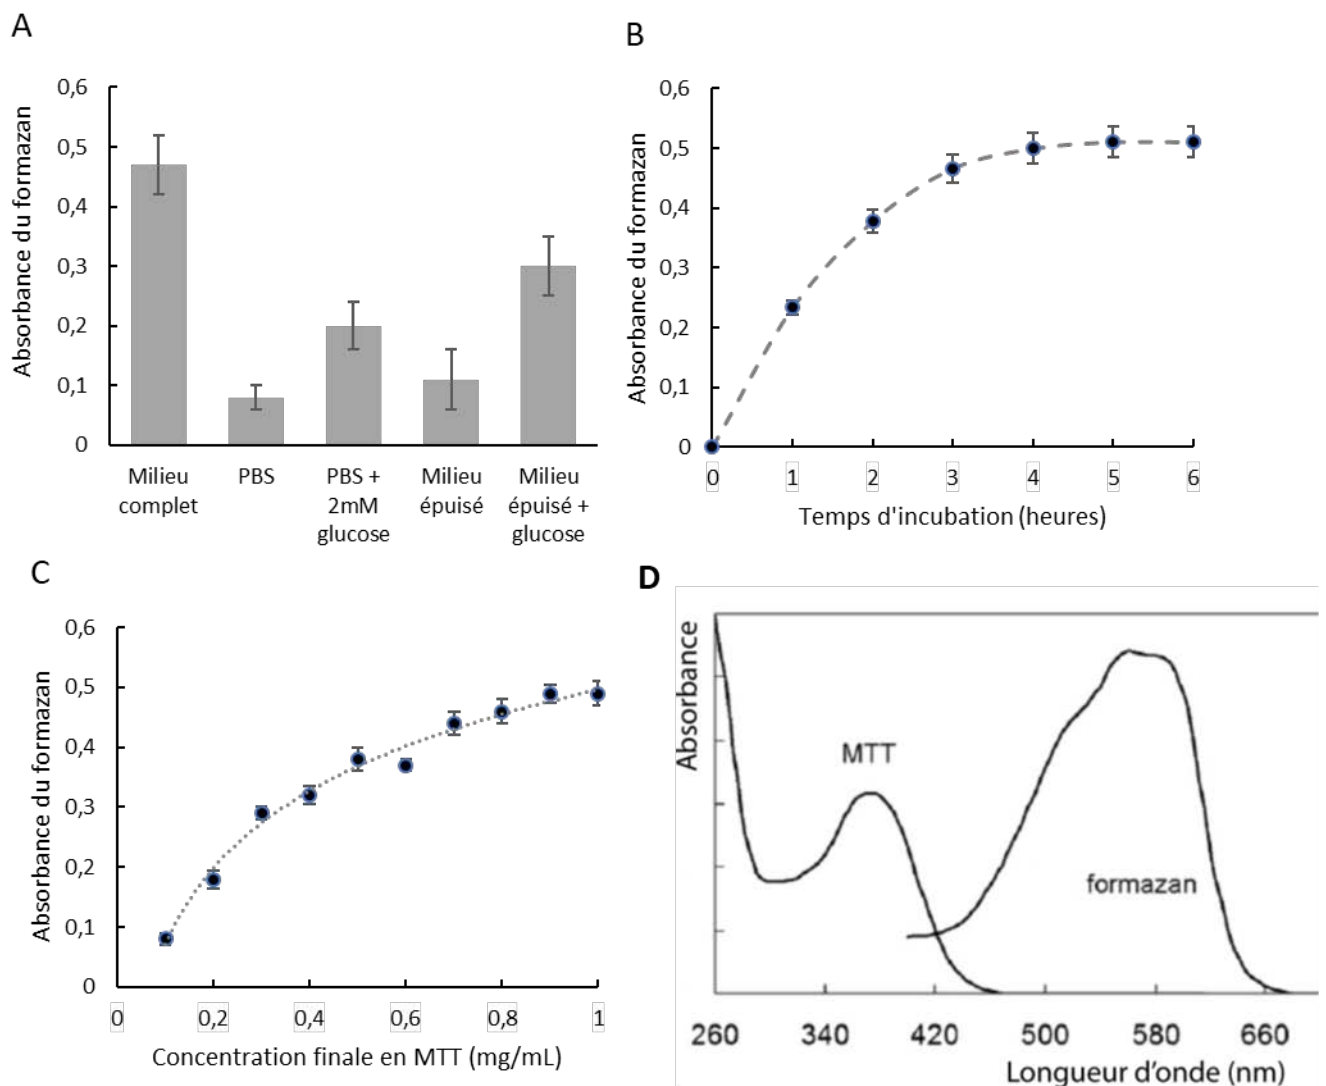 A
Absorbance du formazan
0,6
0,5
0,4
0,3
0,2
0,1
0
Milieu
complet
PBS
PBS +
2mM
glucose
Milieu
épuisé
Milieu
épuisé +
glucose
B
Absorbance du formazan
0,6
0,5
0,4
0,3
0,2
0,1
0
0 1 2 3 4 5 6
Temps d'incubation (heures)
C
Absorbance du formazan
0,6
0,5
0,4
0,3
0,2
0,1
0
0 0,2 0,4 0,6 0,8 1
Concentration finale en MTT (mg/mL)
D
Absorbance
MTT
formazan
260 340 420 500 580 660
Longueur d’onde (nm)